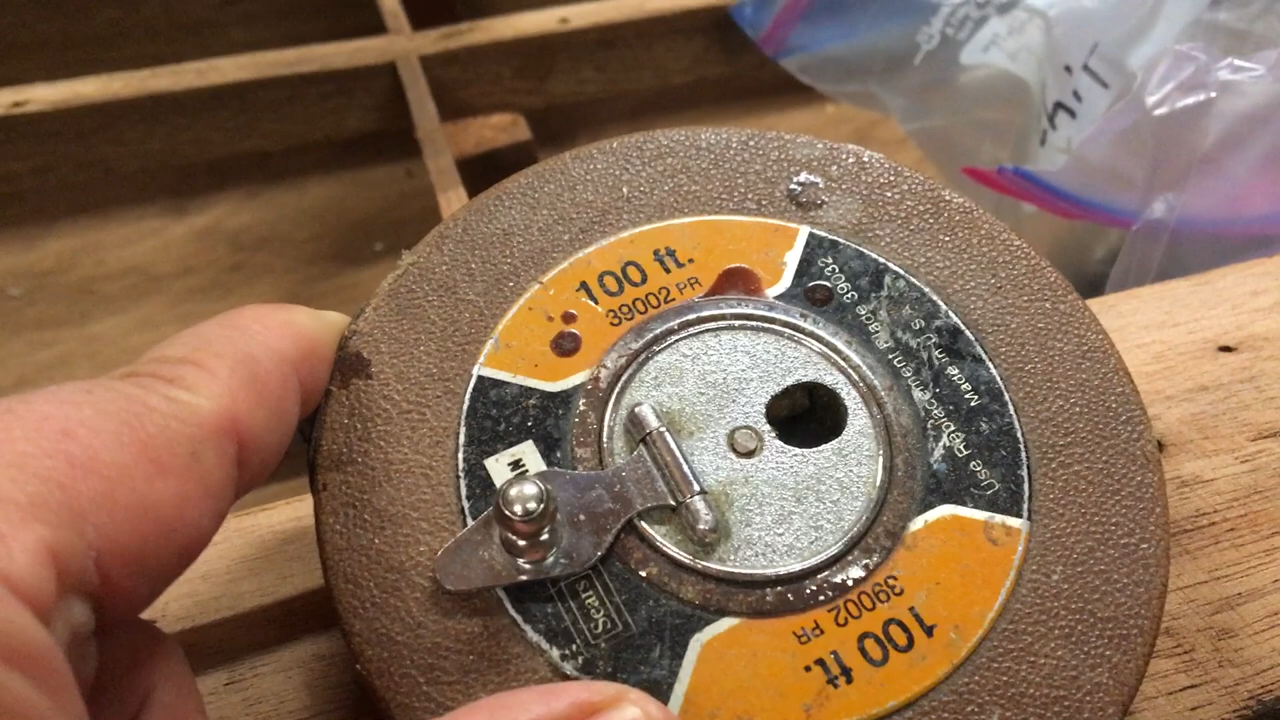 100 ft.
39002 PR
Use Replacement Blade 39032
Made in U.S.
Sears
100 ft.
39002 PR